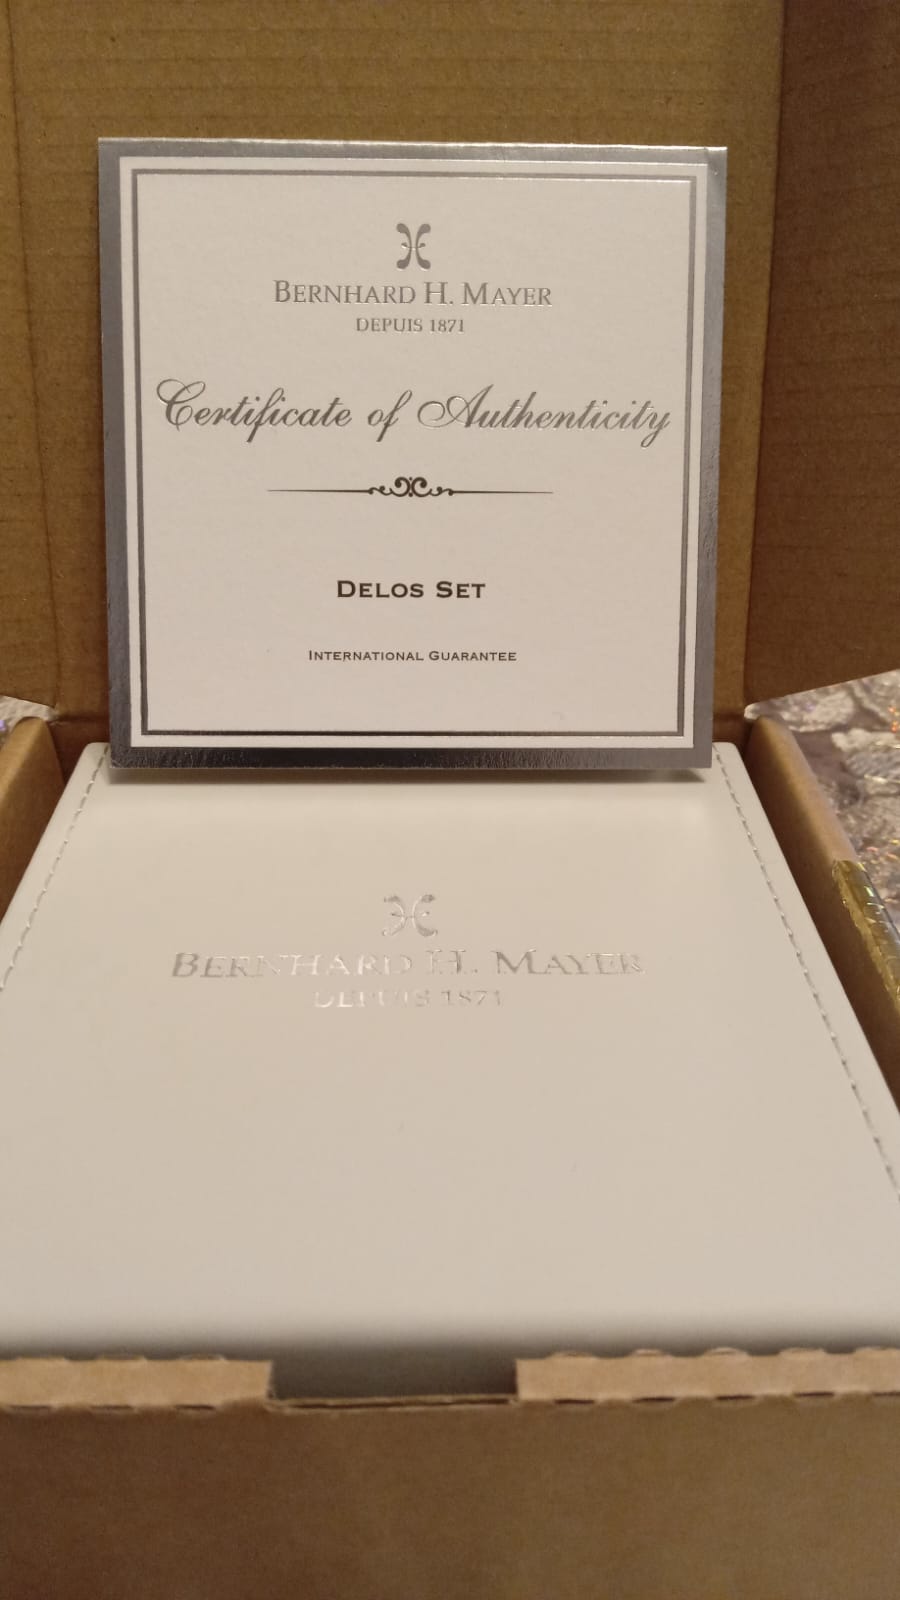 BERNHARD H. MAYER
DEPUIS 1871
Certificate of Authenticity
DELOS SET
INTERNATIONAL GUARANTEE
BERNHARD H. MAYER
DEPUIS 1871